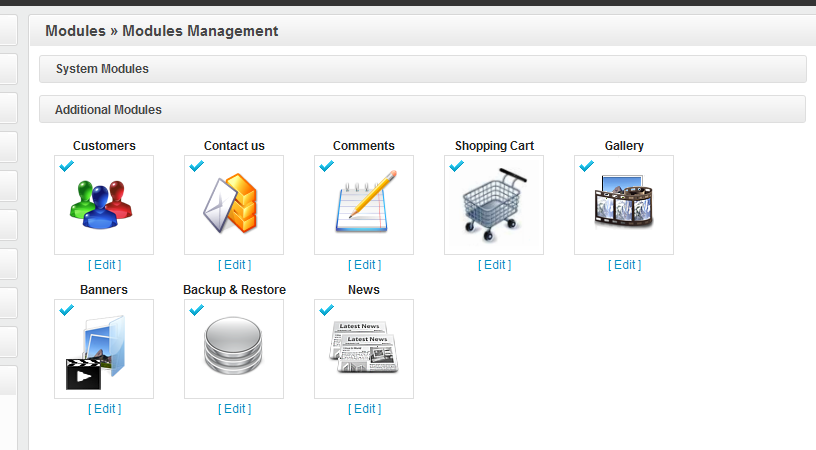 Modules » Modules Management
System Modules
Additional Modules
Customers Contact us Comments Shopping Cart Gallery
Latest News
Latest News
[ Edit ] [ Edit ] [ Edit ] [ Edit ] [ Edit ]
Banners Backup & Restore News
[ Edit ] [ Edit ] [ Edit ]